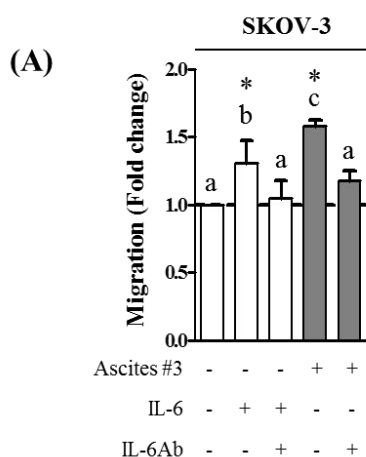 SKOV-3
(A)
Migration (Fold change)
2.0
1.5
1.0
0.5
0.0
a
*
b
a
*
c
a
Ascites #3 - - - + +
IL-6 - + + - -
IL-6Ab - - + - +